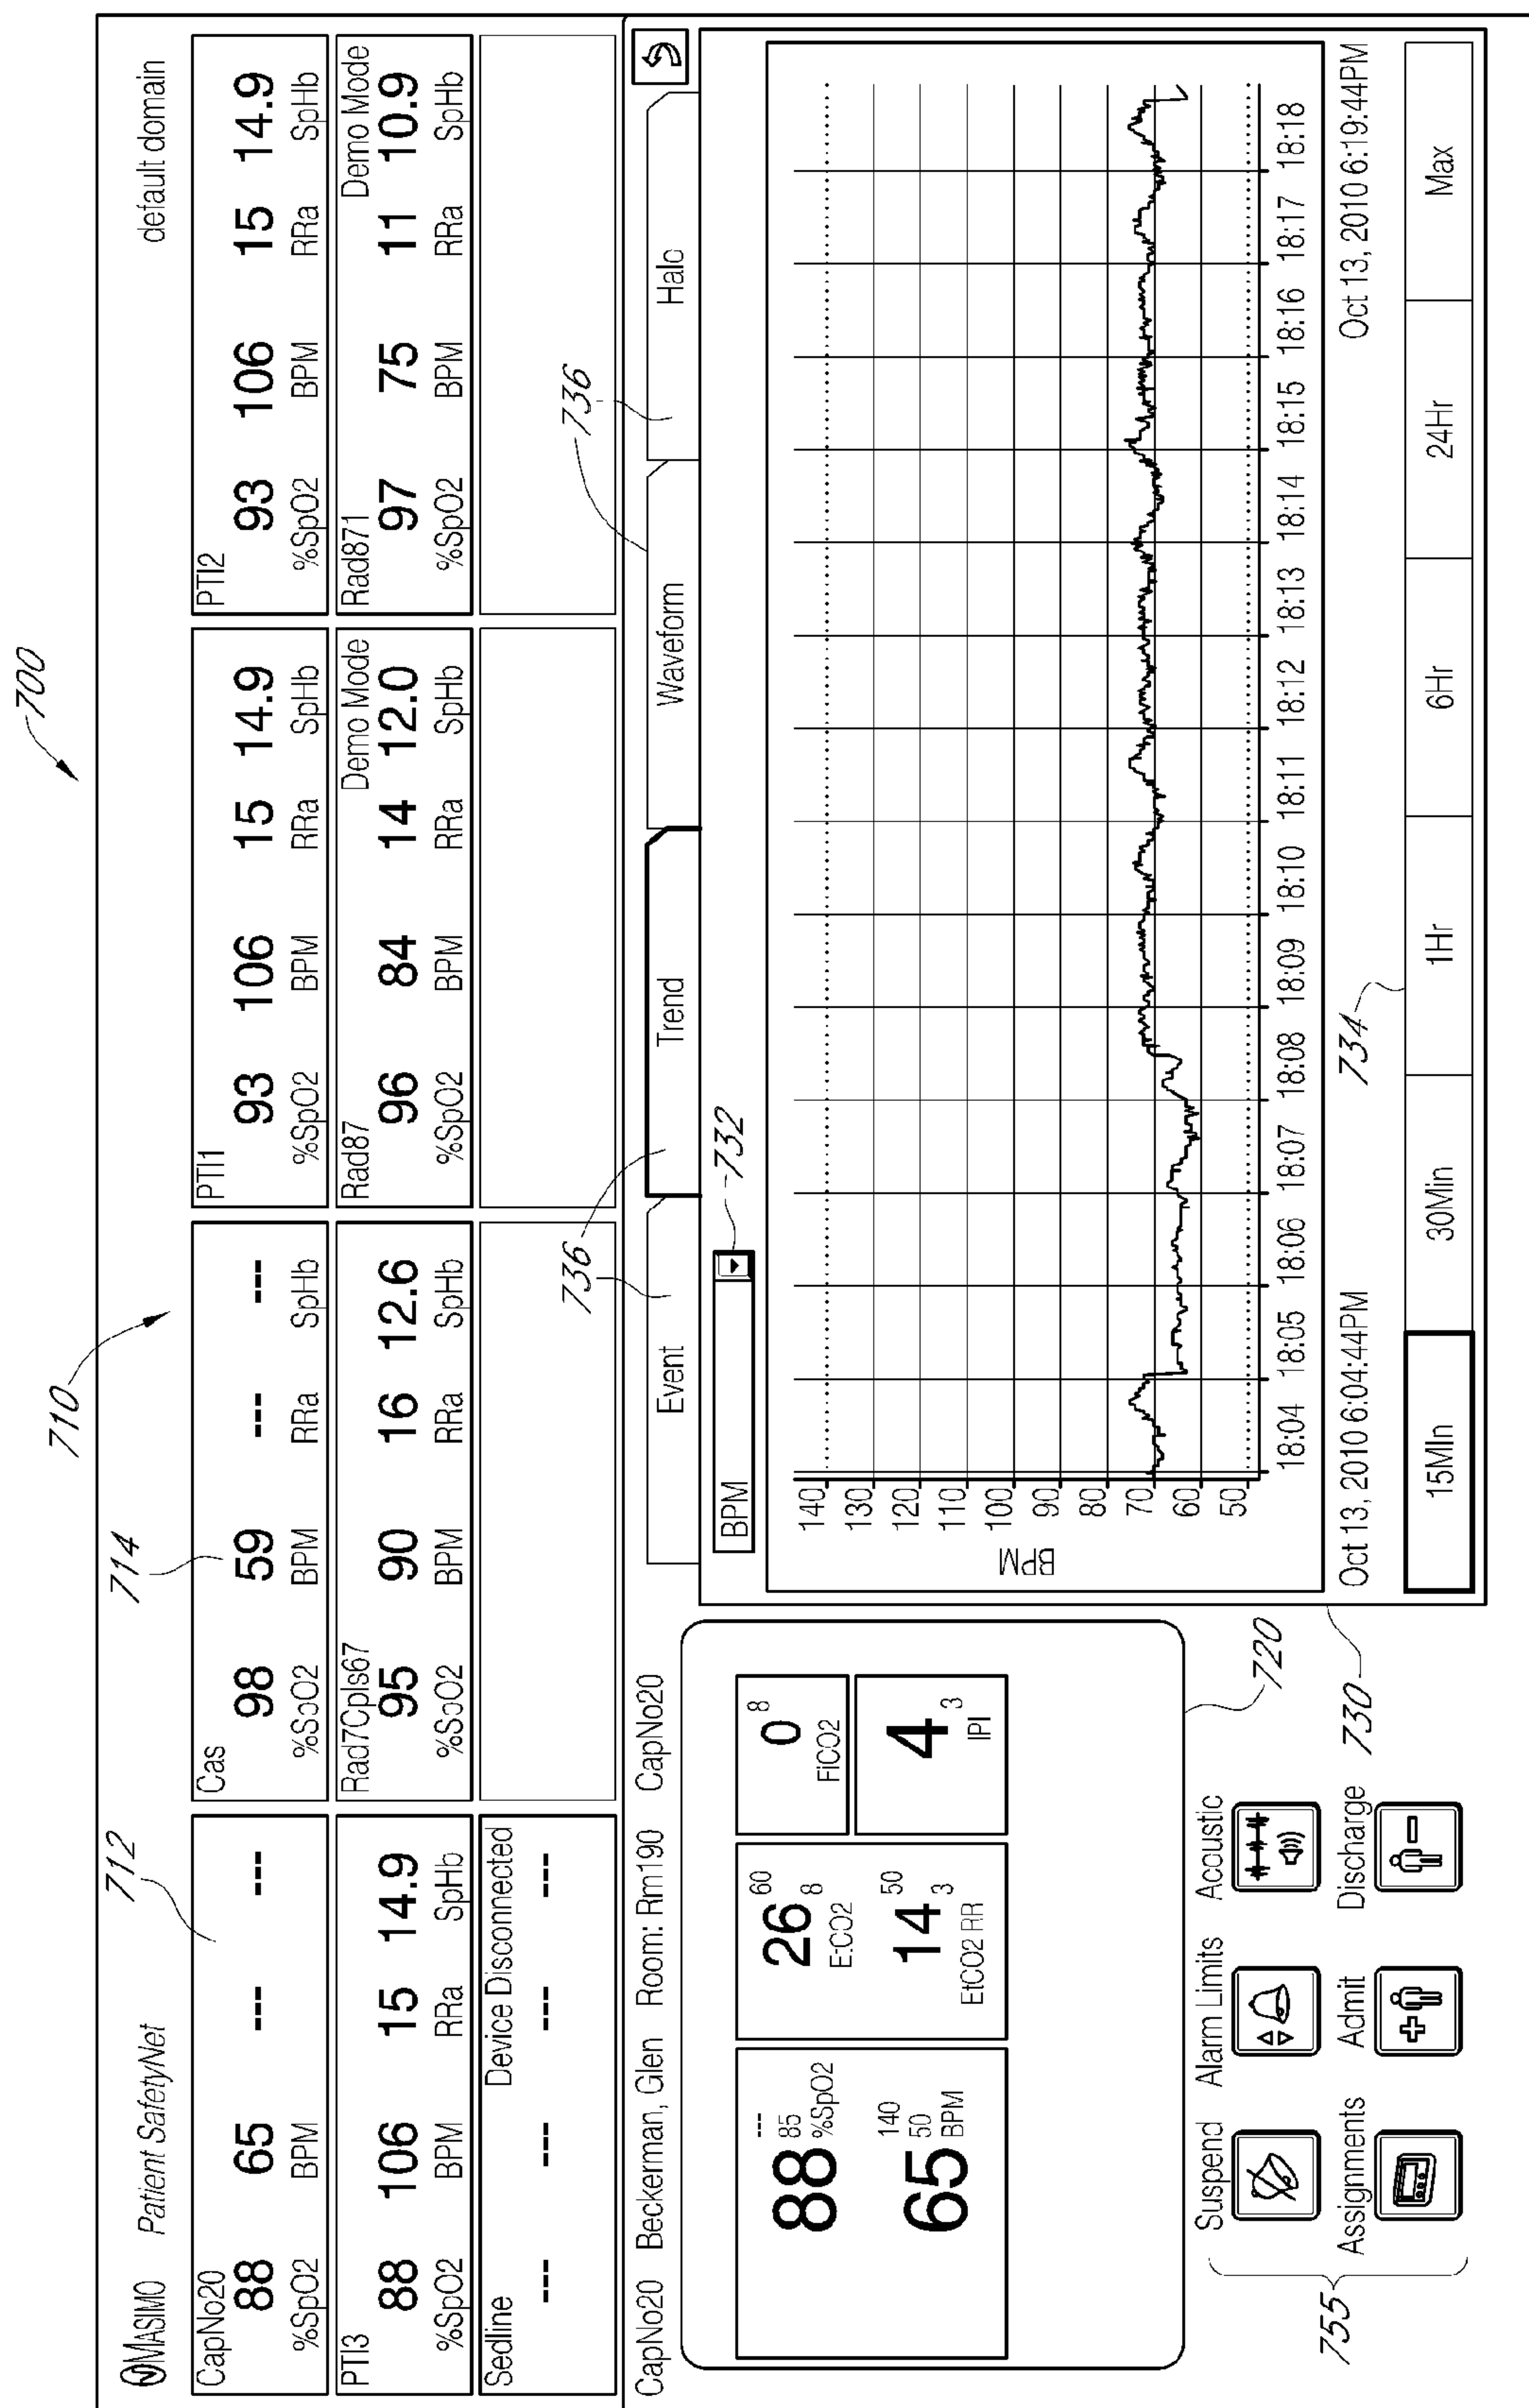 700
710
MASIMO Patient SafetyNet
default domain
712
714
CapNo20
88 65 --- ---
%SpO2 BPM
Cas
98 59 --- ---
%SpO2 BPM RRa SpHb
PTI1
93 106 15 14.9
%SpO2 BPM RRa SpHb
PTI2
93 106 15 14.9
%SpO2 BPM RRa SpHb
PTI3
88 106 15 14.9
%SpO2 BPM RRa SpHb
Rad7Cpls67
95 90 16 12.6
%SpO2 BPM RRa SpHb
Rad87 Demo Mode
96 84 14 12.0
%SpO2 BPM RRa SpHb
Rad871 Demo Mode
97 75 11 10.9
%SpO2 BPM RRa SpHb
Sedline Device Disconnected
--- --- --- ---
CapNo20 Beckerman, Glen Room: Rm190 CapNo20
88 --- 85 %SpO2
65 140 50 BPM
26 60 8
E:CO2
14 50 3
EtCO2 RR
0 8
FiCO2
4 3
IPI
720
Suspend Alarm Limits Accoustic
Assignments Admit Discharge
755
730
736 736
Event Trend Waveform Halo
BPM
732
BPM
140
130
120
110
100
90
80
70
60
50
18:04 18:05 18:06 18:07 18:08 18:09 18:10 18:11 18:12 18:13 18:14 18:15 18:16 18:17 18:18
Oct 13, 2010 6:04:44PM Oct 13, 2010 6:19:44PM
734
15MIn 30Min 1Hr 6Hr 24Hr Max